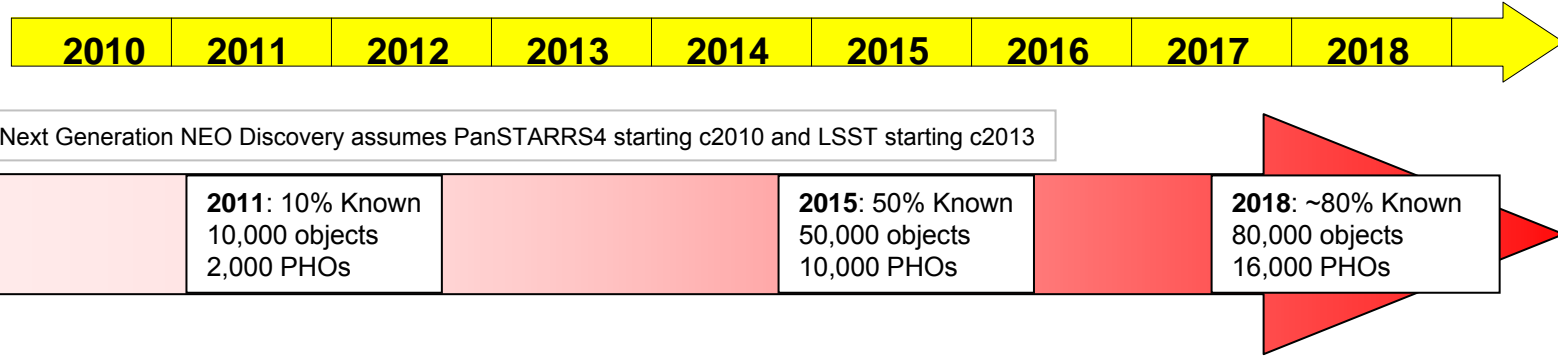 2010 2011 2012 2013 2014 2015 2016 2017 2018
Next Generation NEO Discovery assumes PanSTARRS4 starting c2010 and LSST starting c2013
2011: 10% Known
10,000 objects
2,000 PHOs
2015: 50% Known
50,000 objects
10,000 PHOs
2018: ~80% Known
80,000 objects
16,000 PHOs